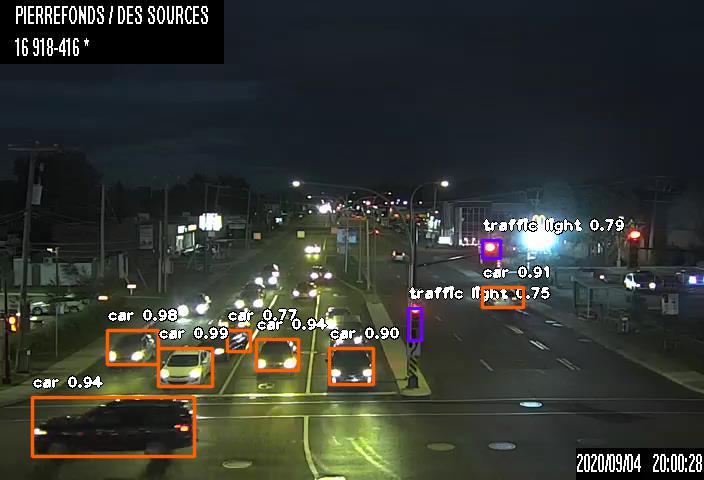 PIERREFONDS / DES SOURCES
16 918-416 *
traffic light 0.79
car 0.91
traffic light 0.75
car 0.98
car 0.77
car 0.94
car 0.99
car 0.90
car 0.94
2020/09/04 20:00:28